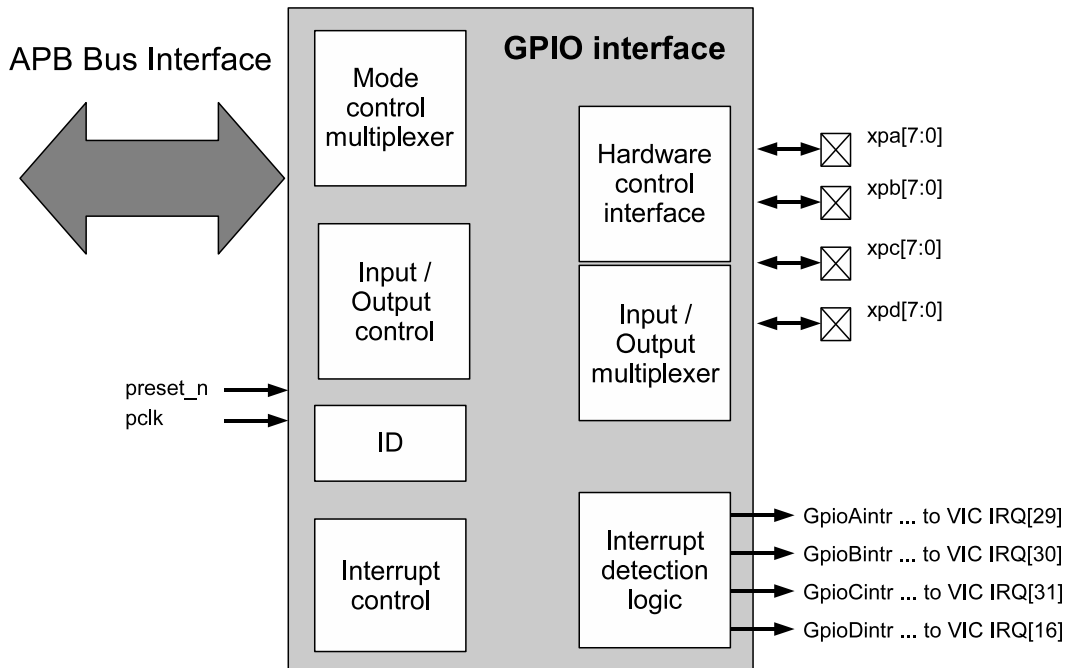 GPIO interface
APB Bus Interface
Mode
control
multiplexer
Hardware
control
interface
xpa[7:0]
xpb[7:0]
xpc[7:0]
xpd[7:0]
Input /
Output
control
Input /
Output
multiplexer
preset_n
pclk
ID
Interrupt
control
Interrupt
detection
logic
GpioAintr ... to VIC IRQ[29]
GpioBintr ... to VIC IRQ[30]
GpioCintr ... to VIC IRQ[31]
GpioDintr ... to VIC IRQ[16]